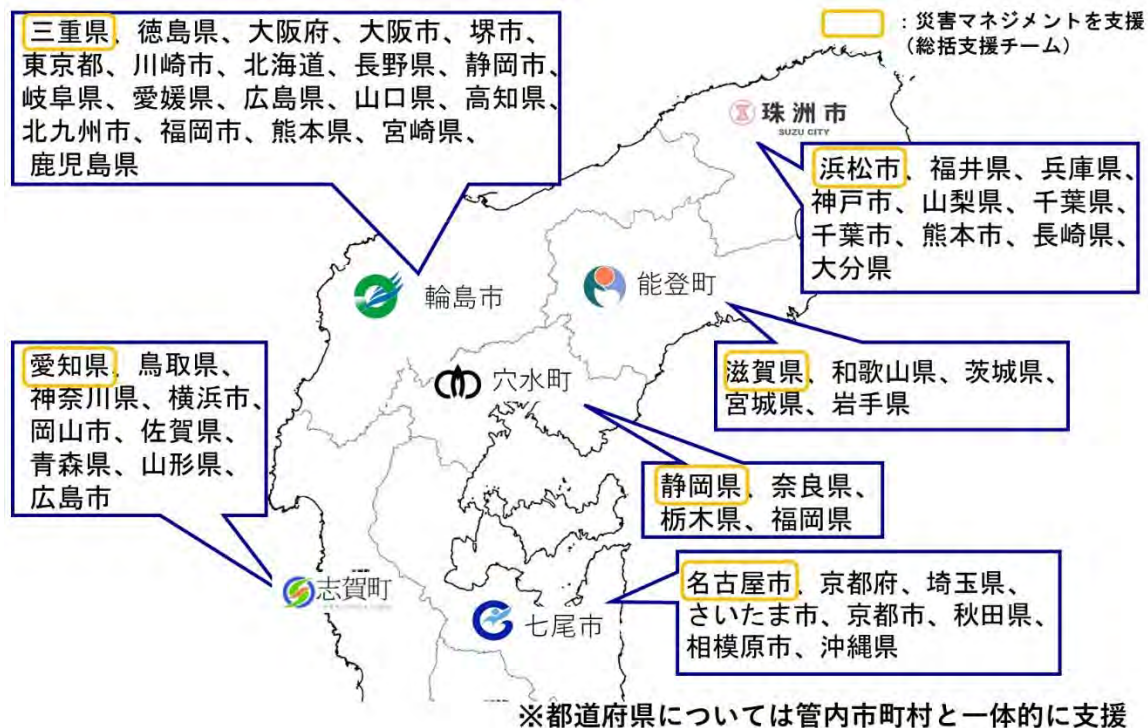 三重県、徳島県、大阪府、大阪市、堺市、
東京都、川崎市、北海道、長野県、静岡市、
岐阜県、愛媛県、広島県、山口県、高知県、
北九州市、福岡市、熊本県、宮崎県、
鹿児島県
：災害マネジメントを支援
（総括支援チーム）
珠洲市
SUZU CITY
浜松市、福井県、兵庫県、
神戸市、山梨県、千葉県、
千葉市、熊本市、長崎県、
大分県
輪島市
能登町
滋賀県、和歌山県、茨城県、
宮城県、岩手県
愛知県、鳥取県、
神奈川県、横浜市、
岡山市、佐賀県、
青森県、山形県、
広島市
穴水町
静岡県、奈良県、
栃木県、福岡県
志賀町
七尾市
名古屋市、京都府、埼玉県、
さいたま市、京都市、秋田県、
相模原市、沖縄県
※都道府県については管内市町村と一体的に支援